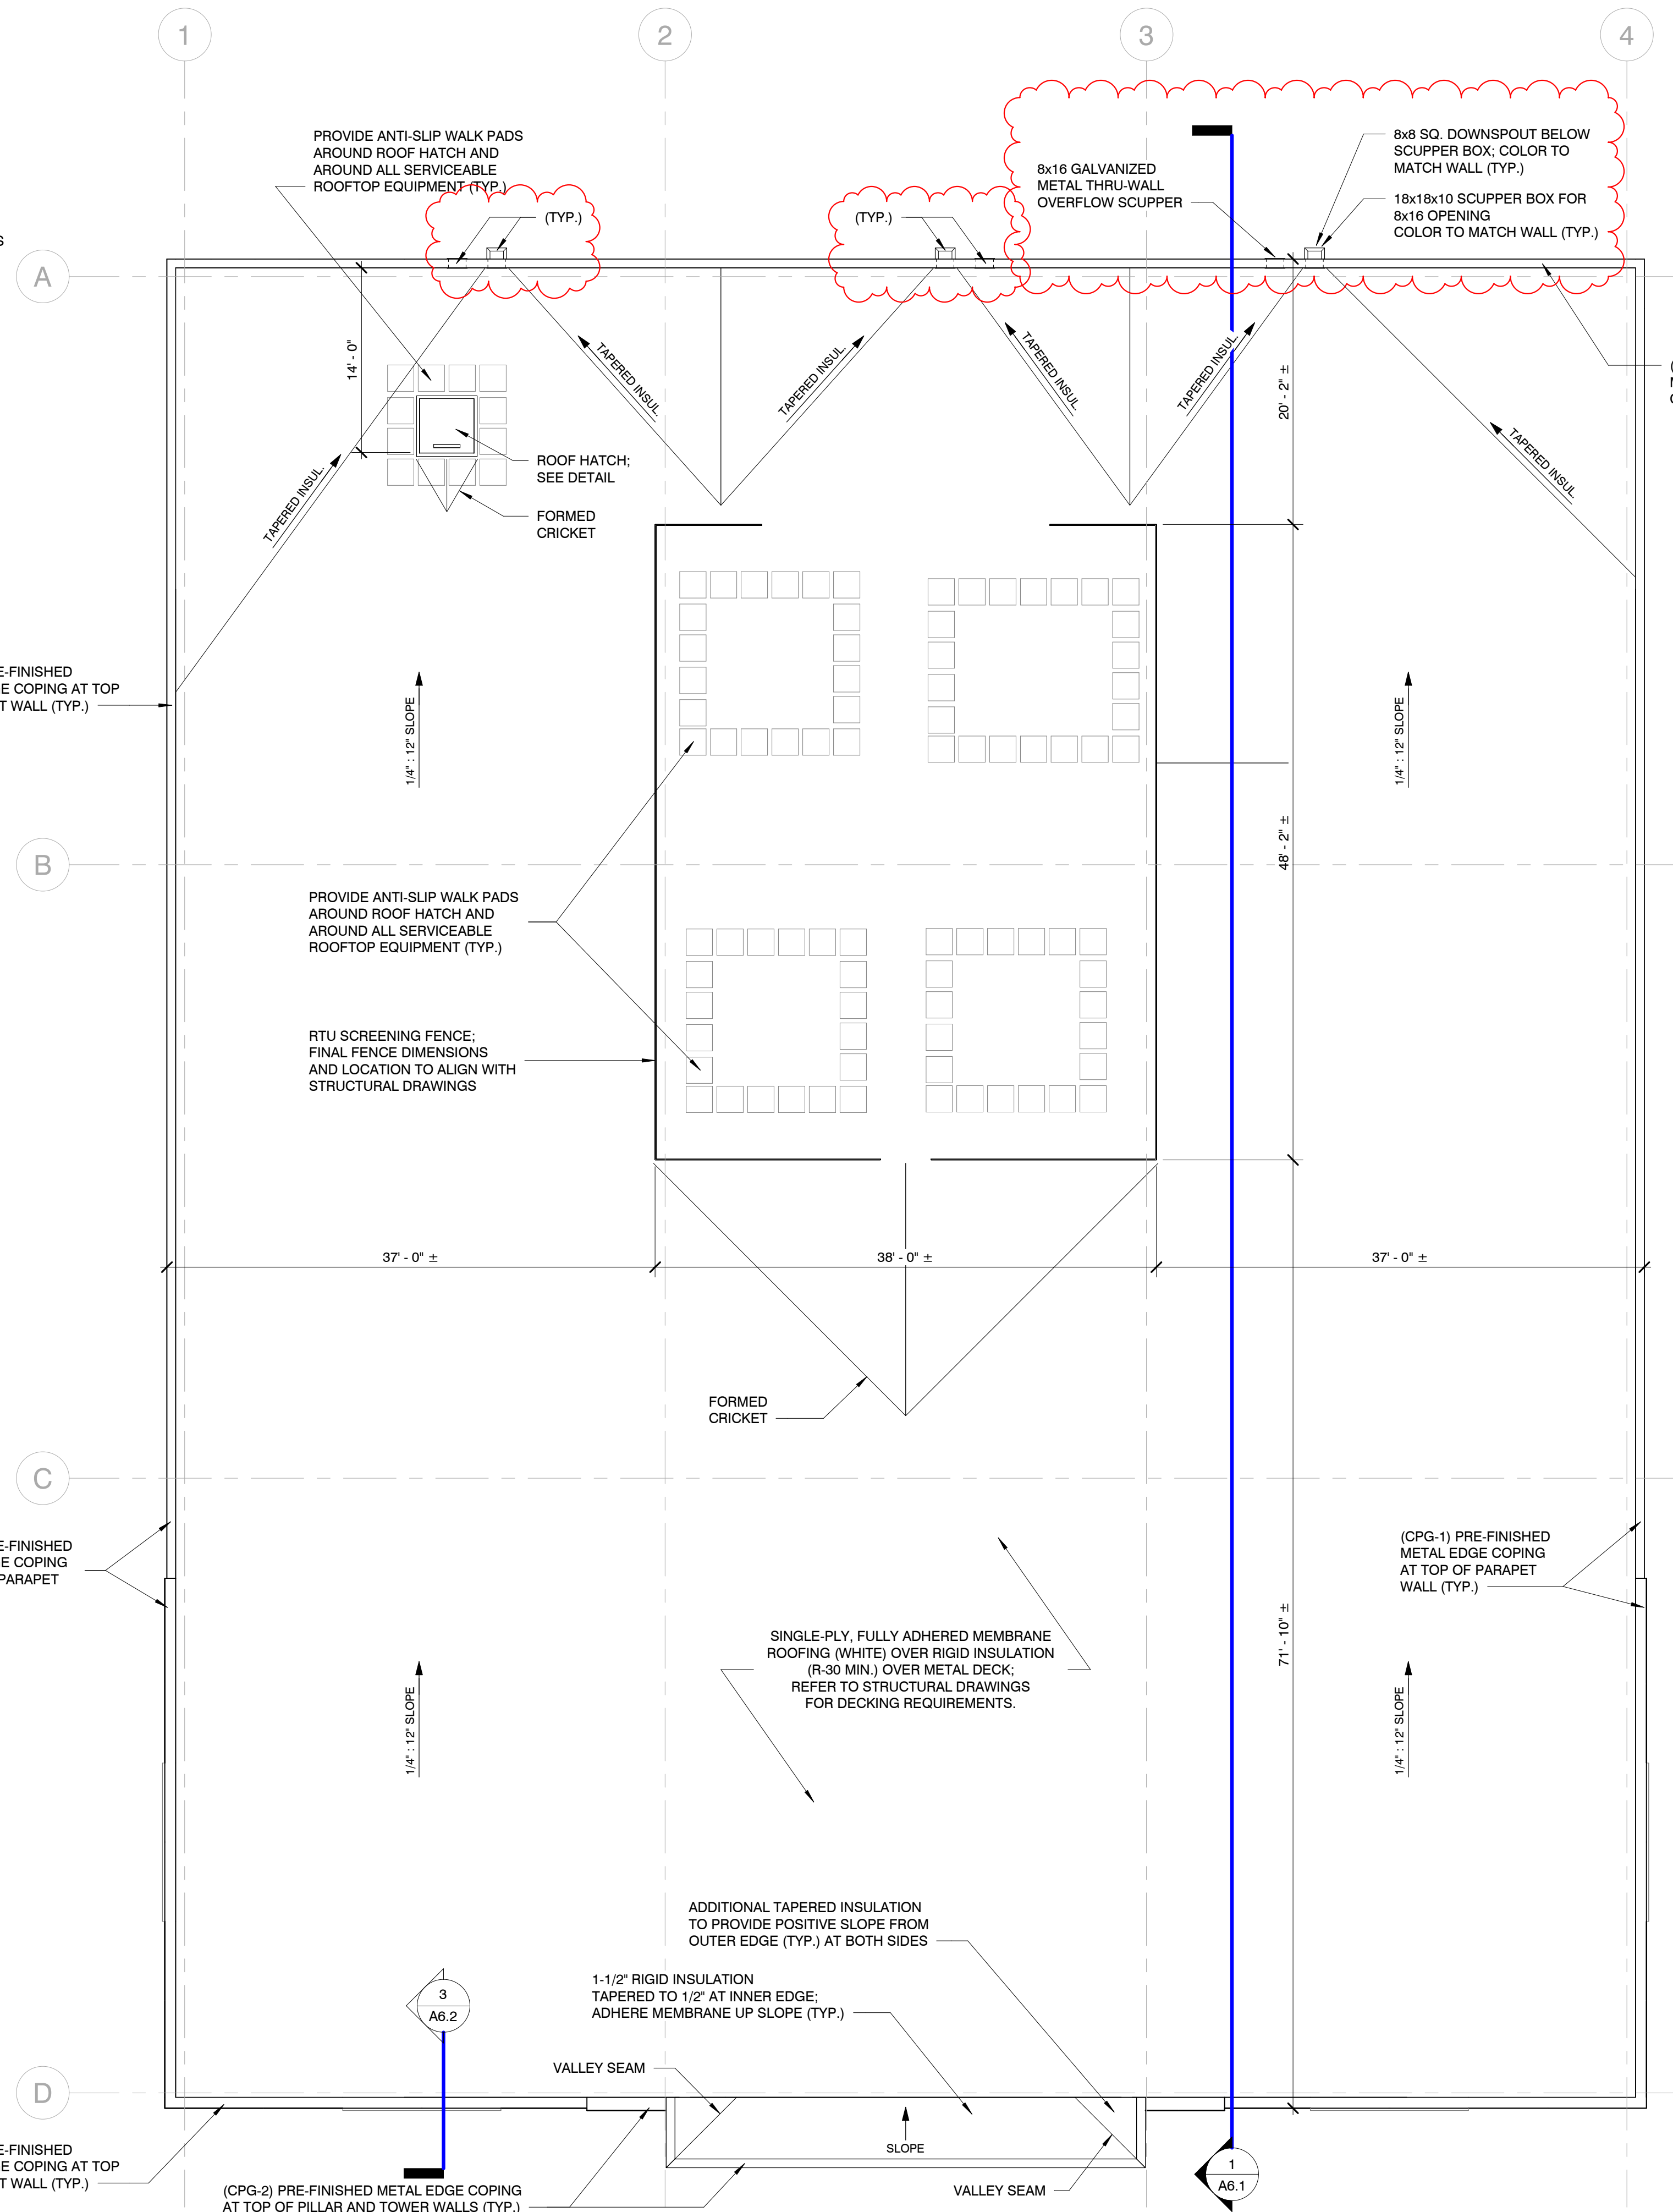 1
2
3
4
PROVIDE ANTI-SLIP WALK PADS
AROUND ROOF HATCH AND
AROUND ALL SERVICEABLE
ROOFTOP EQUIPMENT (TYP.)
(TYP.)
(TYP.)
8x16 GALVANIZED
METAL THRU-WALL
OVERFLOW SCUPPER
8x8 SQ. DOWNSPOUT BELOW
SCUPPER BOX; COLOR TO
MATCH WALL (TYP.)
18x18x10 SCUPPER BOX FOR
8x16 OPENING
COLOR TO MATCH WALL (TYP.)
A
14' - 0"
TAPERED INSUL.
TAPERED INSUL.
TAPERED INSUL.
TAPERED INSUL.
TAPERED INSUL.
TAPERED INSUL.
20' - 2" ±
ROOF HATCH;
SEE DETAIL
FORMED
CRICKET
E-FINISHED
E COPING AT TOP
T WALL (TYP.)
1/4" : 12" SLOPE
1/4" : 12" SLOPE
B
48' - 2" ±
PROVIDE ANTI-SLIP WALK PADS
AROUND ROOF HATCH AND
AROUND ALL SERVICEABLE
ROOFTOP EQUIPMENT (TYP.)
RTU SCREENING FENCE;
FINAL FENCE DIMENSIONS
AND LOCATION TO ALIGN WITH
STRUCTURAL DRAWINGS
37' - 0" ±
38' - 0" ±
37' - 0" ±
FORMED
CRICKET
C
E-FINISHED
E COPING
PARAPET
(CPG-1) PRE-FINISHED
METAL EDGE COPING
AT TOP OF PARAPET
WALL (TYP.)
71' - 10" ±
SINGLE-PLY, FULLY ADHERED MEMBRANE
ROOFING (WHITE) OVER RIGID INSULATION
(R-30 MIN.) OVER METAL DECK;
REFER TO STRUCTURAL DRAWINGS
FOR DECKING REQUIREMENTS.
1/4" : 12" SLOPE
1/4" : 12" SLOPE
ADDITIONAL TAPERED INSULATION
TO PROVIDE POSITIVE SLOPE FROM
OUTER EDGE (TYP.) AT BOTH SIDES
1-1/2" RIGID INSULATION
TAPERED TO 1/2" AT INNER EDGE;
ADHERE MEMBRANE UP SLOPE (TYP.)
3
A6.2
VALLEY SEAM
D
SLOPE
E-FINISHED
E COPING AT TOP
T WALL (TYP.)
(CPG-2) PRE-FINISHED METAL EDGE COPING
AT TOP OF PILLAR AND TOWER WALLS (TYP.)
VALLEY SEAM
1
A6.1